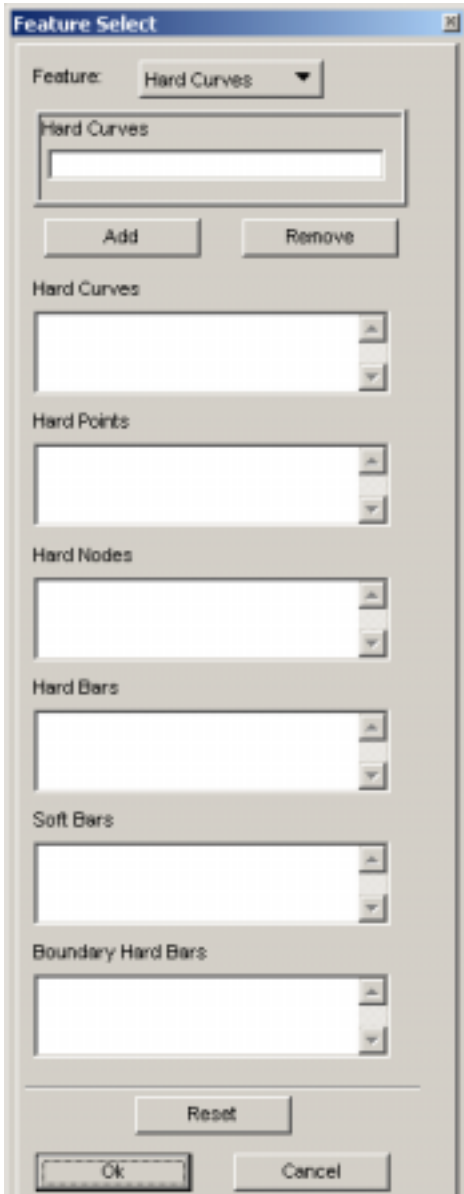 Feature Select
Feature: Hard Curves
Hard Curves
Add Remove
Hard Curves
Hard Points
Hard Nodes
Hard Bars
Soft Bars
Boundary Hard Bars
Reset
Ok Cancel